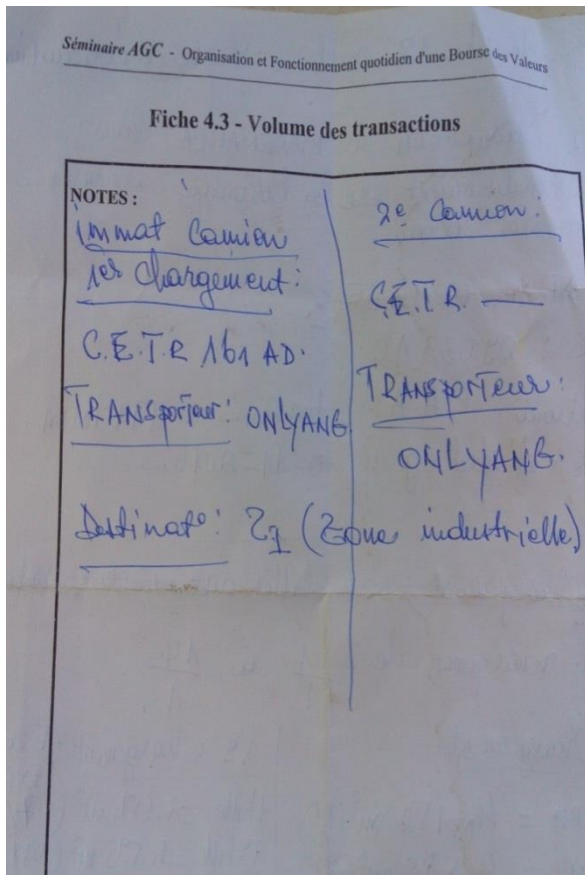 Séminaire AGC - Organisation et Fonctionnement quotidien d'une Bourse des Valeurs
Fiche 4.3 - Volume des transactions
NOTES :
immat Camion
1er chargement :
C.E.T.R 161 AD.
TRANSporTeur : ONLYANG.
2e Camion :
C.E.T.R. —
TRANSporTeur :
ONLYANG.
Destinat° : ZI (Zone industrielle)